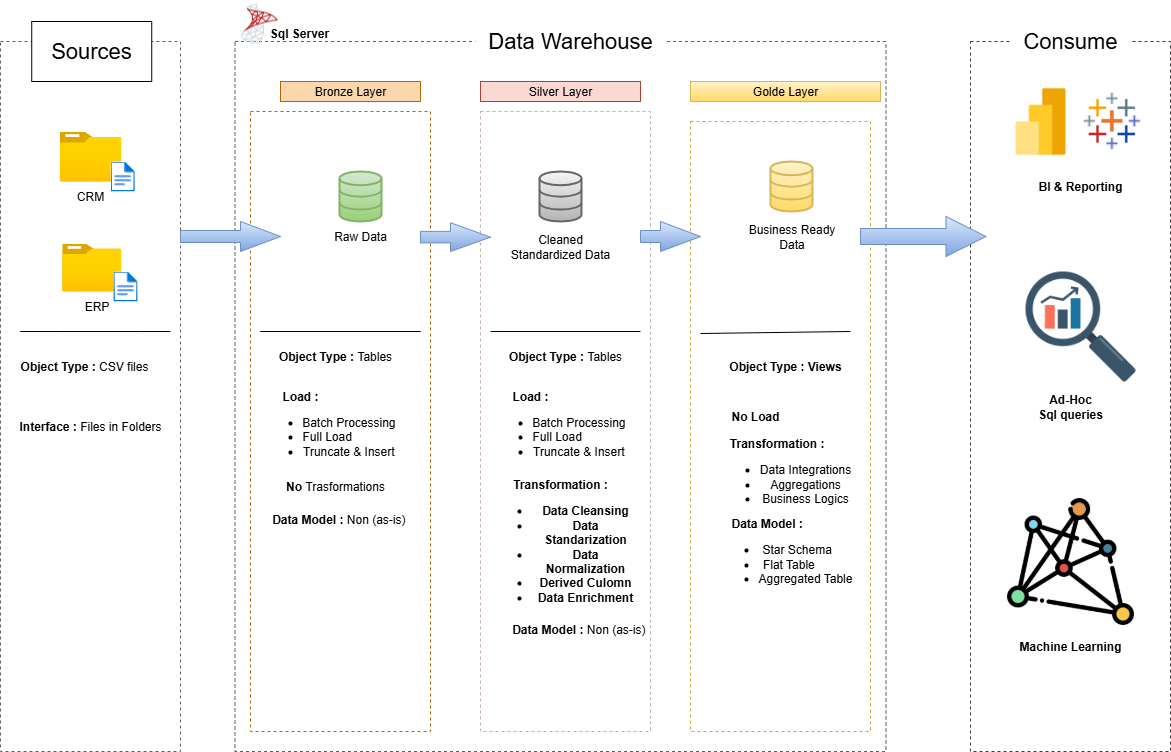 Sources
CRM
ERP
Object Type : CSV files
Interface : Files in Folders
Sql Server
Data Warehouse
Bronze Layer
Raw Data
Object Type : Tables
Load :
• Batch Processing
• Full Load
• Truncate & Insert
No Trasformations
Data Model : Non (as-is)
Silver Layer
Cleaned
Standardized Data
Object Type : Tables
Load :
• Batch Processing
• Full Load
• Truncate & Insert
Transformation :
• Data Cleansing
• Data
Standarization
• Data
Normalization
• Derived Culomn
• Data Enrichment
Data Model : Non (as-is)
Golde Layer
Business Ready
Data
Object Type : Views
No Load
Transformation :
• Data Integrations
• Aggregations
• Business Logics
Data Model :
• Star Schema
• Flat Table
• Aggregated Table
Consume
BI & Reporting
Ad-Hoc
Sql queries
Machine Learning